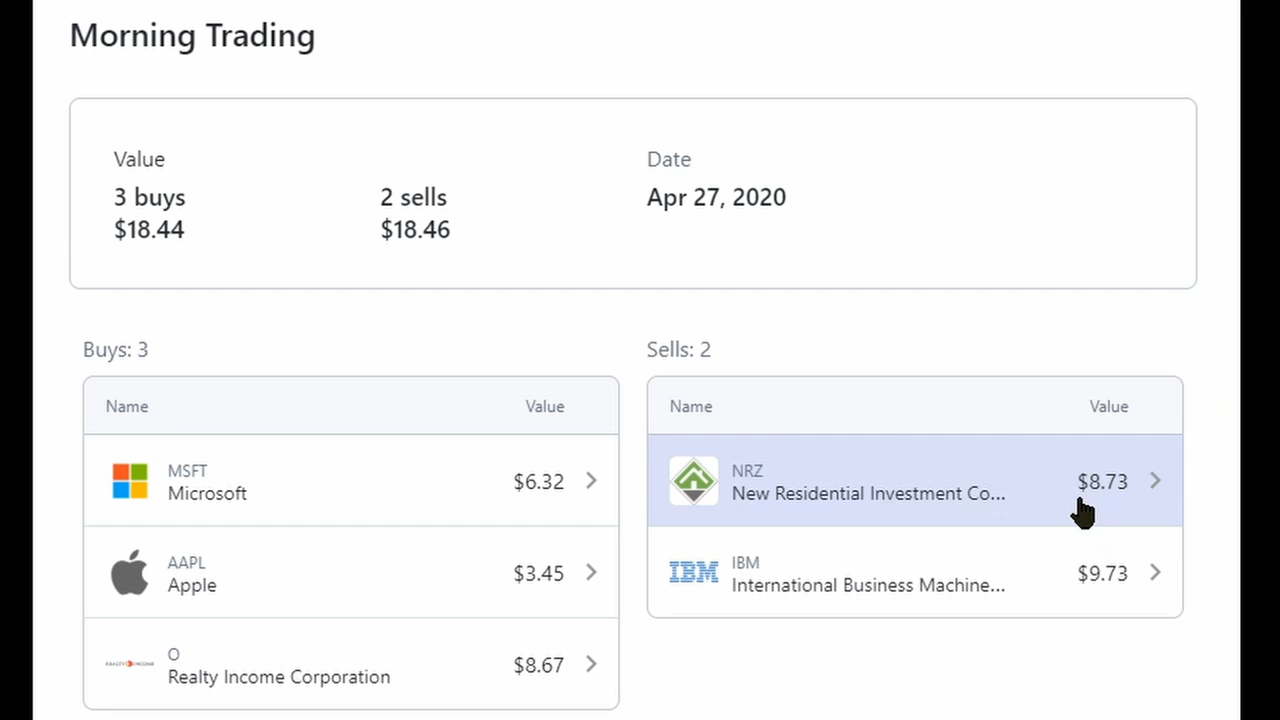 Morning Trading
Value
3 buys
$18.44
2 sells
$18.46
Date
Apr 27, 2020
Buys: 3
Name Value
MSFT
Microsoft
$6.32
AAPL
Apple
$3.45
REALTY INCOME
O
Realty Income Corporation
$8.67
Sells: 2
Name Value
NRZ
New Residential Investment Co...
$8.73
IBM
IBM
International Business Machine...
$9.73